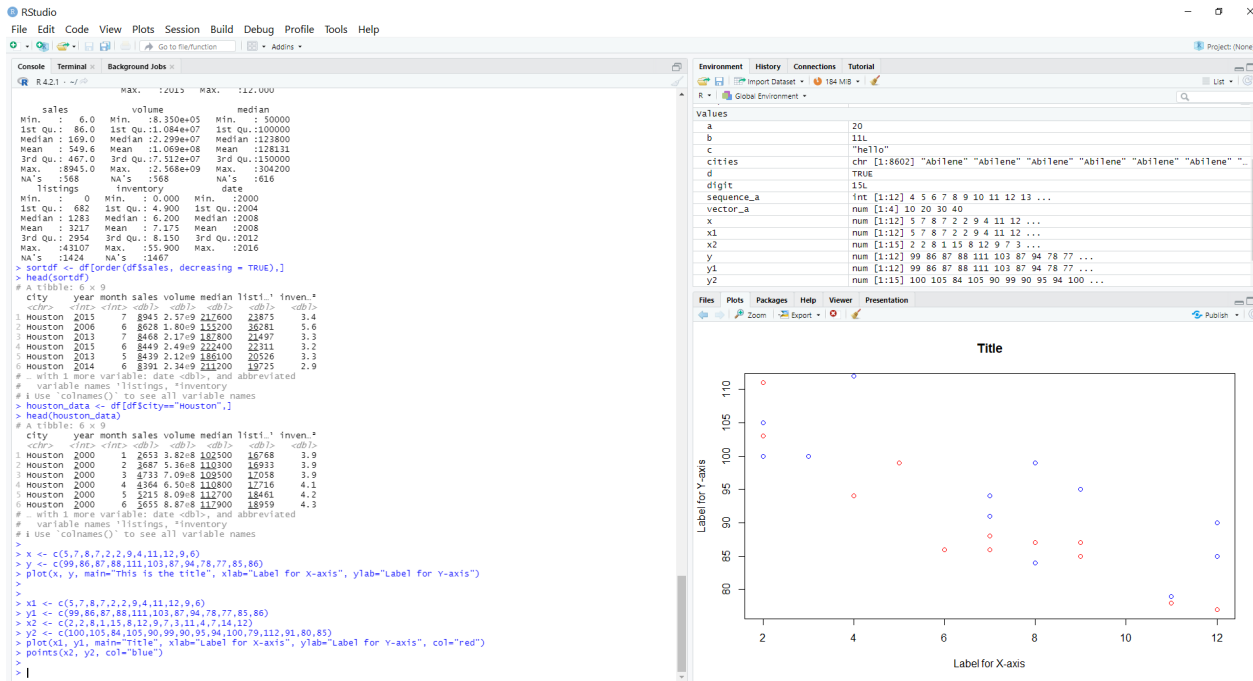 RStudio
File Edit Code View Plots Session Build Debug Profile Tools Help
Go to file/function Addins Project: (None
Console Terminal × Background Jobs ×
R 4.2.1 · ~/
Max. :2015 Max. :12.000
sales volume median
Min. : 6.0 Min. :8.350e+05 Min. : 50000
1st Qu.: 86.0 1st Qu.:1.084e+07 1st Qu.:100000
Median : 169.0 Median :2.299e+07 Median :123800
Mean : 549.6 Mean :1.069e+08 Mean :128131
3rd Qu.: 467.0 3rd Qu.:7.512e+07 3rd Qu.:150000
Max. :8945.0 Max. :2.568e+09 Max. :304200
NA's :568 NA's :568 NA's :616
listings inventory date
Min. : 0 Min. : 0.000 Min. :2000
1st Qu.: 682 1st Qu.: 4.900 1st Qu.:2004
Median : 1283 Median : 6.200 Median :2008
Mean : 3217 Mean : 7.175 Mean :2008
3rd Qu.: 2954 3rd Qu.: 8.150 3rd Qu.:2012
Max. :43107 Max. :55.900 Max. :2016
NA's :1424 NA's :1467
> sortdf <- df[order(df$sales, decreasing = TRUE),]
> head(sortdf)
# A tibble: 6 × 9
city year month sales volume median listi…¹ inven…²
<chr> <int> <int> <dbl> <dbl> <dbl> <dbl> <dbl>
1 Houston 2015 7 8945 2.57e9 217600 23875 3.4
2 Houston 2006 6 8628 1.80e9 155200 36281 5.6
3 Houston 2013 7 8468 2.17e9 187800 21497 3.3
4 Houston 2015 6 8449 2.49e9 222400 22311 3.2
5 Houston 2013 5 8439 2.12e9 186100 20526 3.3
6 Houston 2014 6 8391 2.34e9 211200 19725 2.9
# … with 1 more variable: date <dbl>, and abbreviated
# variable names ¹listings, ²inventory
# ℹ Use `colnames()` to see all variable names
> houston_data <- df[df$city=="Houston",]
> head(houston_data)
# A tibble: 6 × 9
city year month sales volume median listi…¹ inven…²
<chr> <int> <int> <dbl> <dbl> <dbl> <dbl> <dbl>
1 Houston 2000 1 2653 3.82e8 102500 16768 3.9
2 Houston 2000 2 3687 5.36e8 110300 16933 3.9
3 Houston 2000 3 4733 7.09e8 109500 17058 3.9
4 Houston 2000 4 4364 6.50e8 110800 17716 4.1
5 Houston 2000 5 5215 8.09e8 112700 18461 4.2
6 Houston 2000 6 5655 8.87e8 117900 18959 4.3
# … with 1 more variable: date <dbl>, and abbreviated
# variable names ¹listings, ²inventory
# ℹ Use `colnames()` to see all variable names
>
> x <- c(5,7,8,7,2,2,9,4,11,12,9,6)
> y <- c(99,86,87,88,111,103,87,94,78,77,85,86)
> plot(x, y, main="This is the title", xlab="Label for X-axis", ylab="Label for Y-axis")
>
>
> x1 <- c(5,7,8,7,2,2,9,4,11,12,9,6)
> y1 <- c(99,86,87,88,111,103,87,94,78,77,85,86)
> x2 <- c(2,2,8,1,15,8,12,9,7,3,11,4,7,14,12)
> y2 <- c(100,105,84,105,90,99,90,95,94,100,79,112,91,80,85)
> plot(x1, y1, main="Title", xlab="Label for X-axis", ylab="Label for Y-axis", col="red")
> points(x2, y2, col="blue")
>
>
Environment History Connections Tutorial
Import Dataset 184 MiB List
R Global Environment
Values
a 20
b 11L
c "hello"
cities chr [1:8602] "Abilene" "Abilene" "Abilene" "Abilene" "Abilene" "Abilene" "…
d TRUE
digit 15L
sequence_a int [1:12] 4 5 6 7 8 9 10 11 12 13 ...
vector_a num [1:4] 10 20 30 40
x num [1:12] 5 7 8 7 2 2 9 4 11 12 ...
x1 num [1:12] 5 7 8 7 2 2 9 4 11 12 ...
x2 num [1:15] 2 2 8 1 15 8 12 9 7 3 ...
y num [1:12] 99 86 87 88 111 103 87 94 78 77 ...
y1 num [1:12] 99 86 87 88 111 103 87 94 78 77 ...
y2 num [1:15] 100 105 84 105 90 99 90 95 94 100 ...
Files Plots Packages Help Viewer Presentation
Zoom Export Publish
Title
110
105
100
95
90
85
80
Label for Y-axis
2 4 6 8 10 12
Label for X-axis